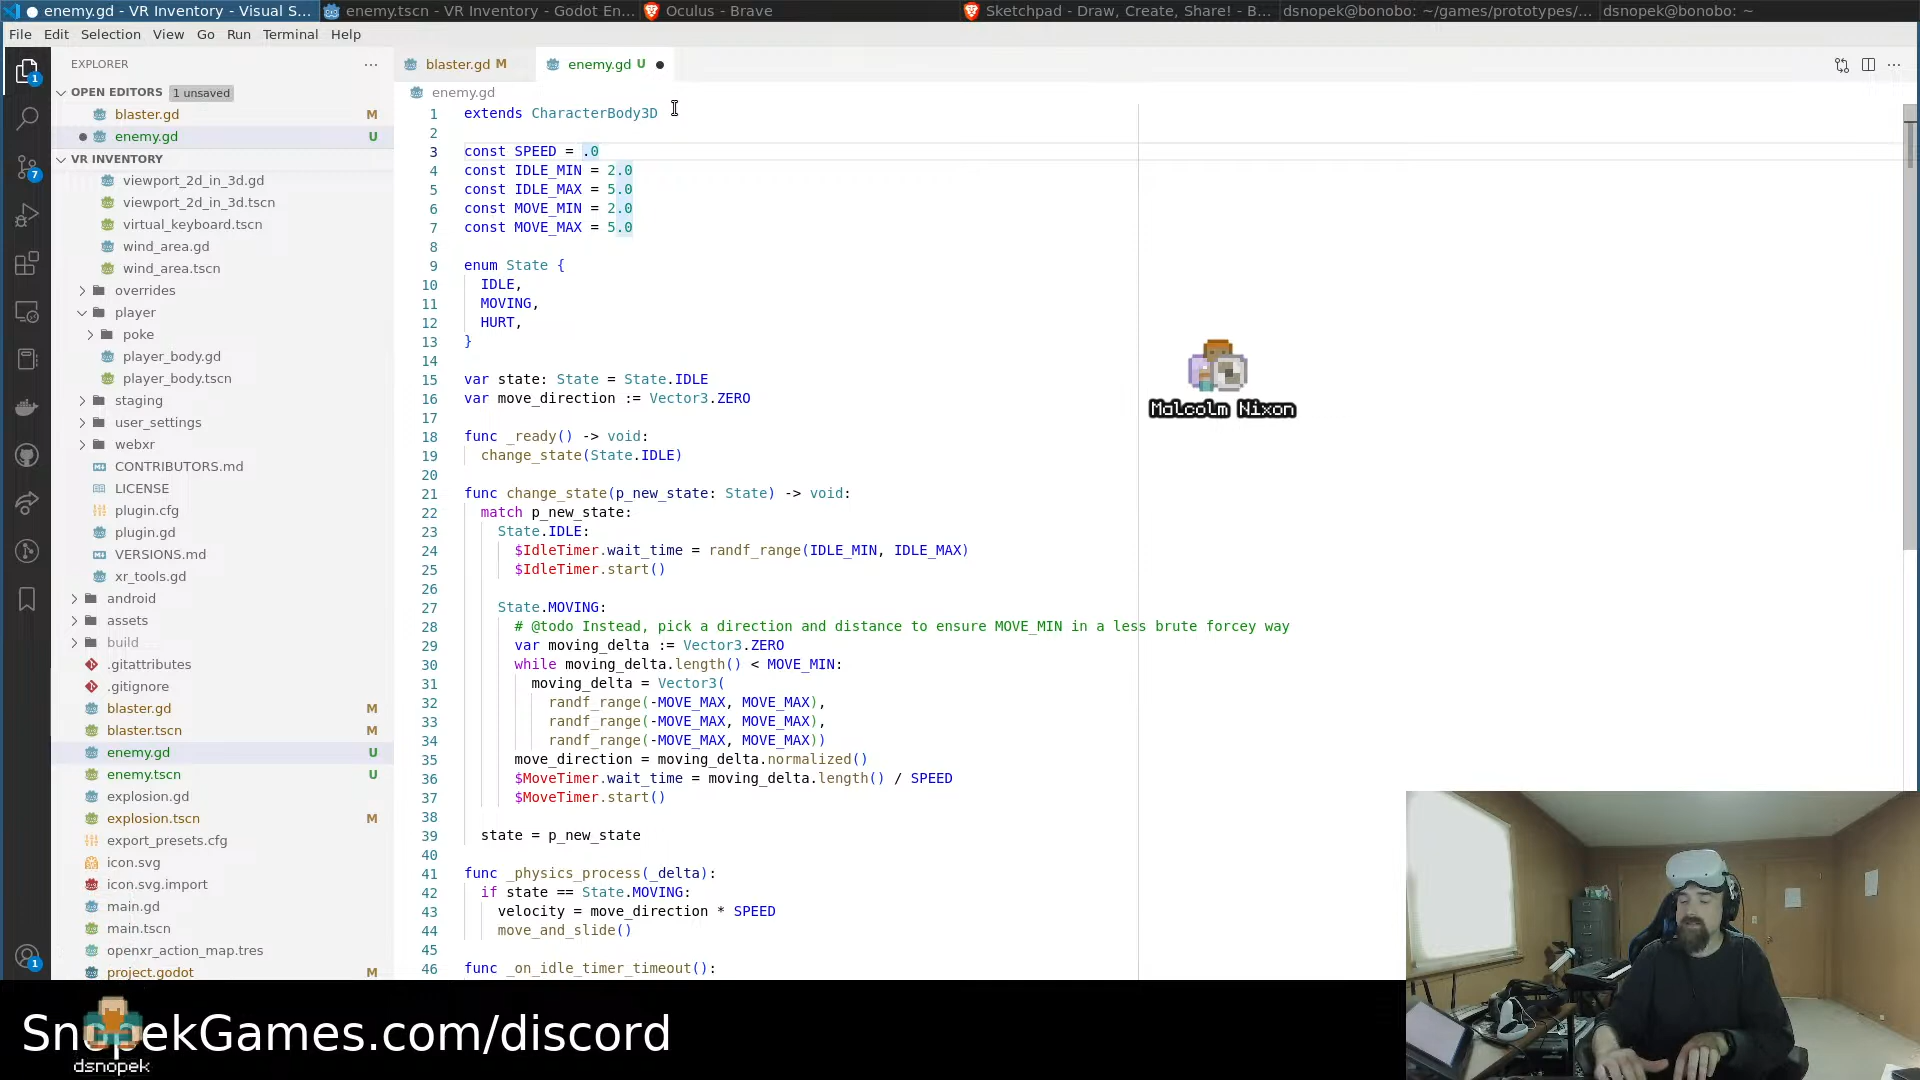 enemy.gd - VR Inventory - Visual S...
enemy.tscn - VR Inventory - Godot En...
Oculus - Brave
Sketchpad - Draw, Create, Share! - B...
dsnopek@bonobo: ~/games/prototypes/...
dsnopek@bonobo: ~
File Edit Selection View Go Run Terminal Help
EXPLORER
OPEN EDITORS 1 unsaved
blaster.gd M
enemy.gd U
VR INVENTORY
viewport_2d_in_3d.gd
viewport_2d_in_3d.tscn
virtual_keyboard.tscn
wind_area.gd
wind_area.tscn
overrides
player
poke
player_body.gd
player_body.tscn
staging
user_settings
webxr
CONTRIBUTORS.md
LICENSE
plugin.cfg
plugin.gd
VERSIONS.md
xr_tools.gd
android
assets
build
.gitattributes
.gitignore
blaster.gd M
blaster.tscn M
enemy.gd U
enemy.tscn U
explosion.gd
explosion.tscn M
export_presets.cfg
icon.svg
icon.svg.import
main.gd
main.tscn
openxr_action_map.tres
project.godot M
1
7
1
blaster.gd M
enemy.gd U
enemy.gd
1 extends CharacterBody3D
2
3 const SPEED = .0
4 const IDLE_MIN = 2.0
5 const IDLE_MAX = 5.0
6 const MOVE_MIN = 2.0
7 const MOVE_MAX = 5.0
8
9 enum State {
10 IDLE,
11 MOVING,
12 HURT,
13 }
14
15 var state: State = State.IDLE
16 var move_direction := Vector3.ZERO
17
18 func _ready() -> void:
19 change_state(State.IDLE)
20
21 func change_state(p_new_state: State) -> void:
22 match p_new_state:
23 State.IDLE:
24 $IdleTimer.wait_time = randf_range(IDLE_MIN, IDLE_MAX)
25 $IdleTimer.start()
26
27 State.MOVING:
28 # @todo Instead, pick a direction and distance to ensure MOVE_MIN in a less brute forcey way
29 var moving_delta := Vector3.ZERO
30 while moving_delta.length() < MOVE_MIN:
31 moving_delta = Vector3(
32 randf_range(-MOVE_MAX, MOVE_MAX),
33 randf_range(-MOVE_MAX, MOVE_MAX),
34 randf_range(-MOVE_MAX, MOVE_MAX))
35 move_direction = moving_delta.normalized()
36 $MoveTimer.wait_time = moving_delta.length() / SPEED
37 $MoveTimer.start()
38
39 state = p_new_state
40
41 func _physics_process(_delta):
42 if state == State.MOVING:
43 velocity = move_direction * SPEED
44 move_and_slide()
45
46 func _on_idle_timer_timeout():
Malcolm Nixon
SnopekGames.com/discord
dsnopek